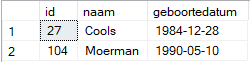 id naam geboortedatum
1 27 Cools 1984-12-28
2 104 Moerman 1990-05-10